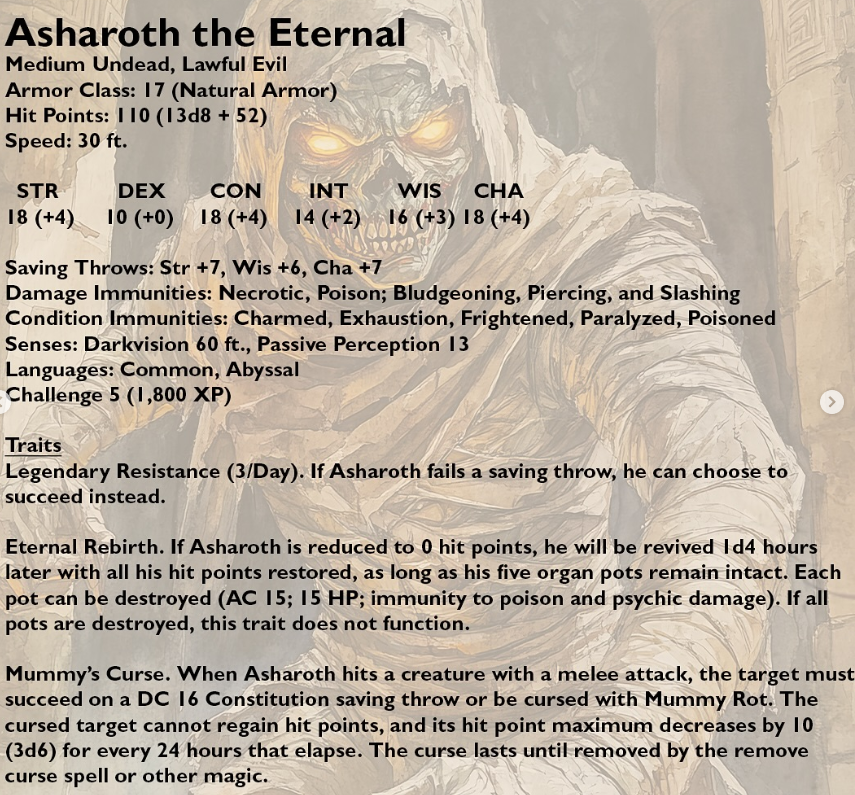 Asharoth the Eternal
Medium Undead, Lawful Evil
Armor Class: 17 (Natural Armor)
Hit Points: 110 (13d8 + 52)
Speed: 30 ft.
STR DEX CON INT WIS CHA
18 (+4) 10 (+0) 18 (+4) 14 (+2) 16 (+3) 18 (+4)
Saving Throws: Str +7, Wis +6, Cha +7
Damage Immunities: Necrotic, Poison; Bludgeoning, Piercing, and Slashing
Condition Immunities: Charmed, Exhaustion, Frightened, Paralyzed, Poisoned
Senses: Darkvision 60 ft., Passive Perception 13
Languages: Common, Abyssal
Challenge 5 (1,800 XP)
Traits
Legendary Resistance (3/Day). If Asharoth fails a saving throw, he can choose to
succeed instead.
Eternal Rebirth. If Asharoth is reduced to 0 hit points, he will be revived 1d4 hours
later with all his hit points restored, as long as his five organ pots remain intact. Each
pot can be destroyed (AC 15; 15 HP; immunity to poison and psychic damage). If all
pots are destroyed, this trait does not function.
Mummy's Curse. When Asharoth hits a creature with a melee attack, the target must
succeed on a DC 16 Constitution saving throw or be cursed with Mummy Rot. The
cursed target cannot regain hit points, and its hit point maximum decreases by 10
(3d6) for every 24 hours that elapse. The curse lasts until removed by the remove
curse spell or other magic.